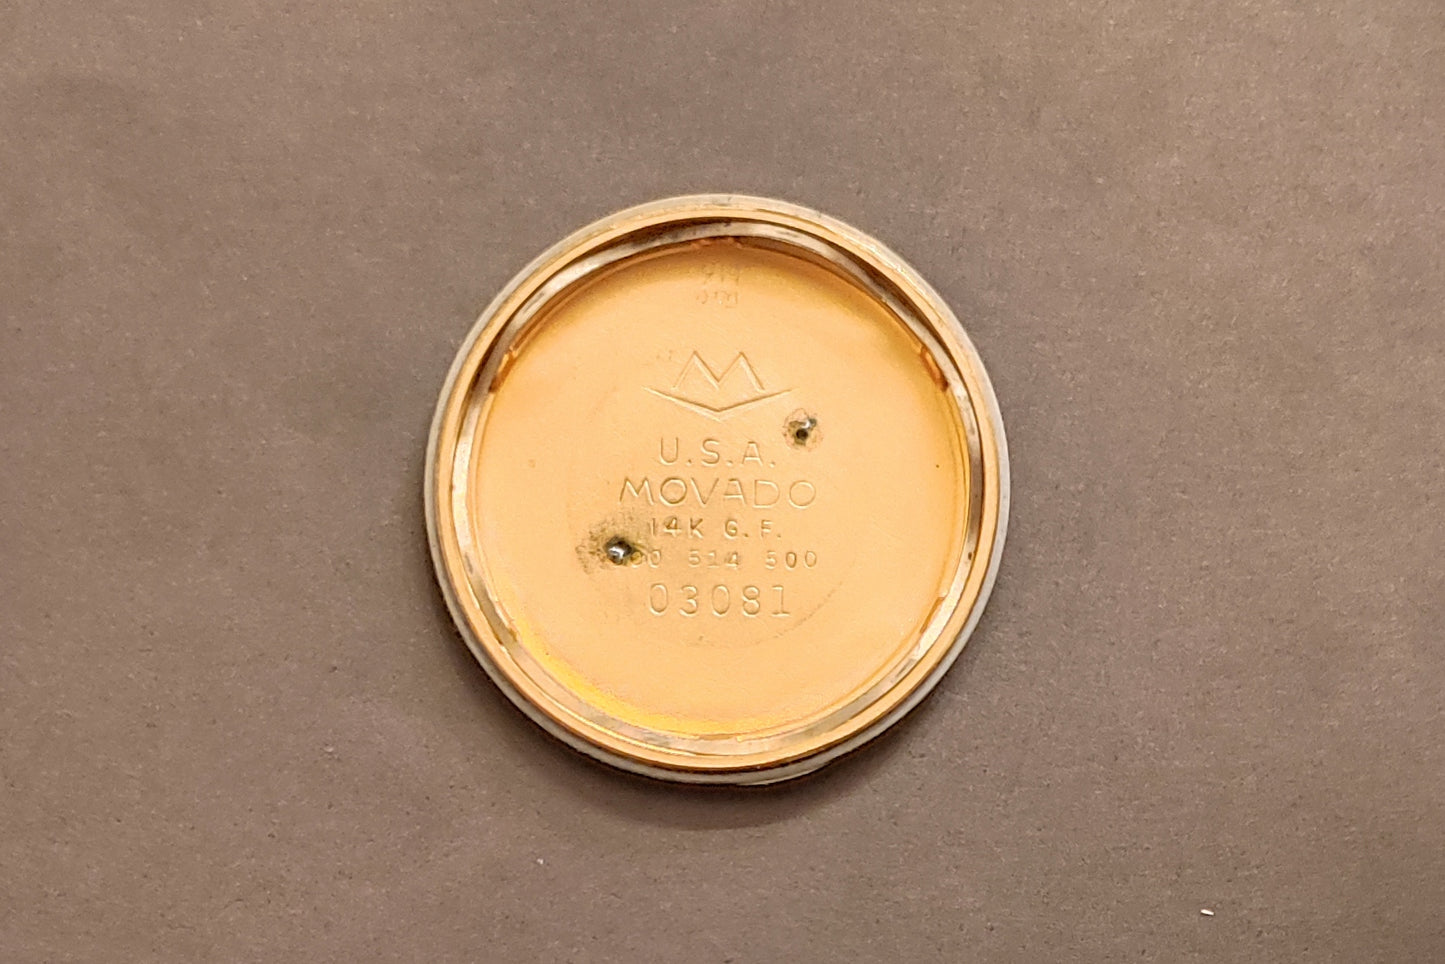 M
U.S.A.
MOVADO
14K G.F.
514 500
03081